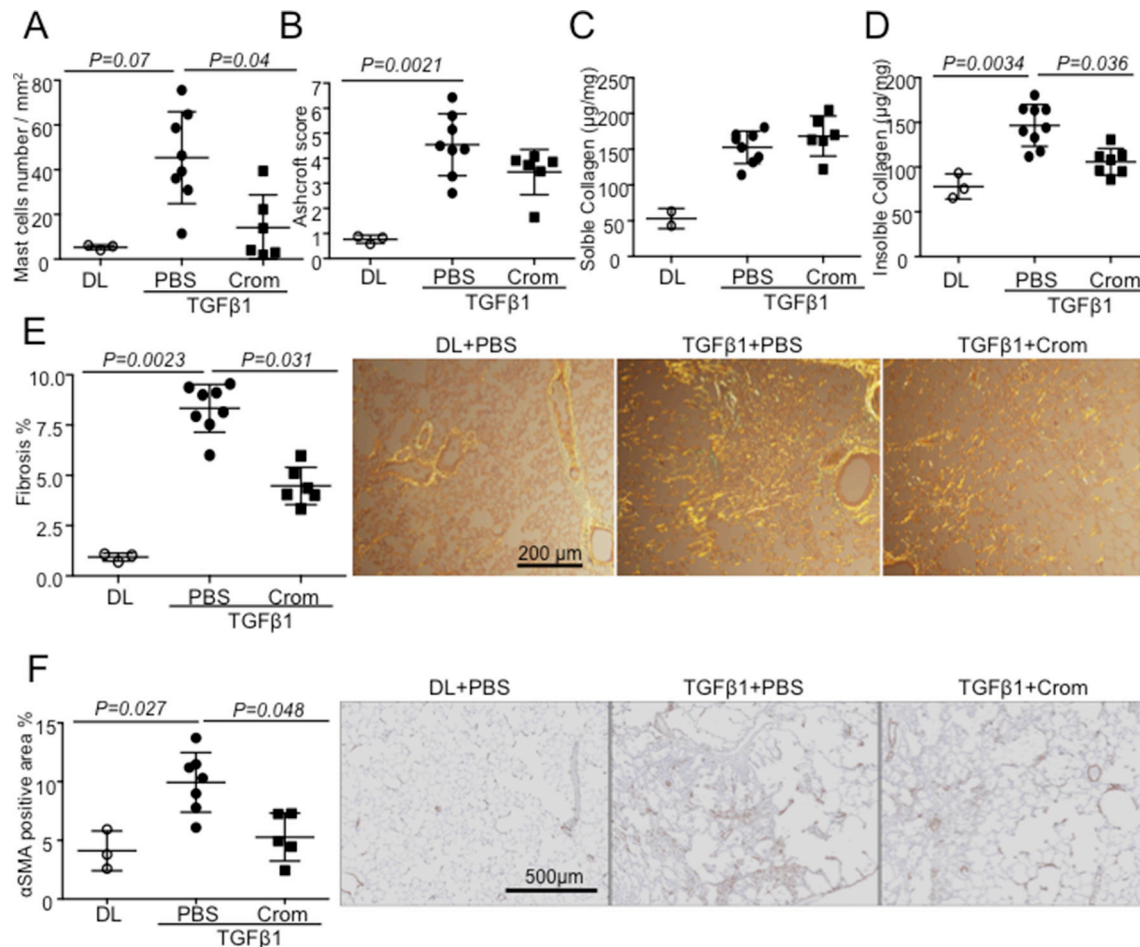 A
B
C
D
P=0.07
P=0.04
P=0.0021
P=0.0034
P=0.036
Mast cells number / mm²
80
60
40
20
0
Ashcroft score
7
6
5
4
3
2
1
0
Solble Collagen (µg/mg)
250
200
1150
100
50
0
Insolble Collagen (µg/mg)
200
150
100
50
0
DL
PBS
Crom
TGFβ1
DL
PBS
Crom
TGFβ1
DL
PBS
Crom
TGFβ1
DL
PBS
Crom
TGFβ1
E
P=0.0023
P=0.031
Fibrosis %
10.0
7.5
5.0
2.5
0.0
DL
PBS
Crom
TGFβ1
DL+PBS
TGFβ1+PBS
TGFβ1+Crom
200 µm
F
P=0.027
P=0.048
αSMA positive area %
15
10
5
0
DL
PBS
Crom
TGFβ1
DL+PBS
TGFβ1+PBS
TGFβ1+Crom
500µm